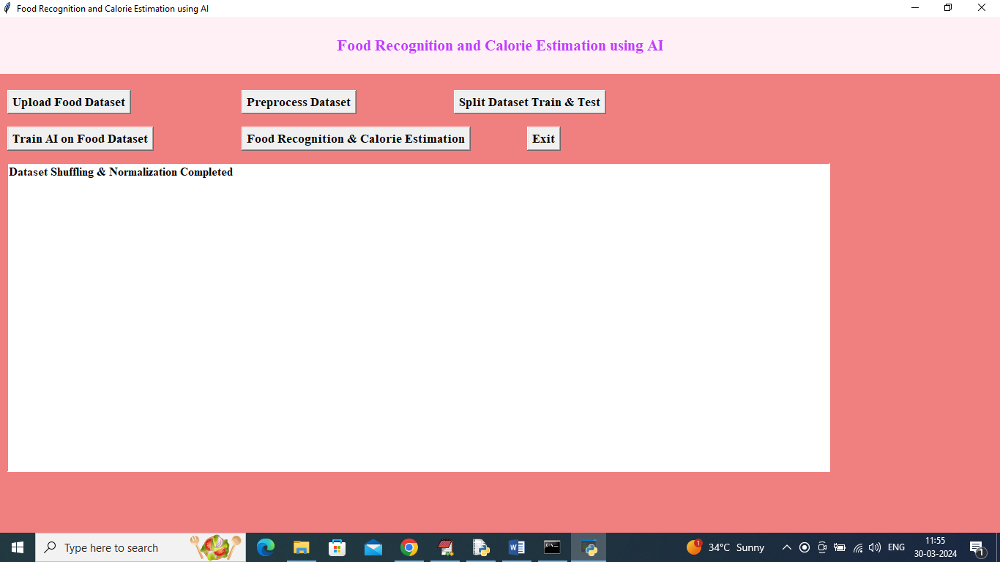 Food Recognition and Calorie Estimation using AI
Food Recognition and Calorie Estimation using AI
Upload Food Dataset
Preprocess Dataset
Split Dataset Train & Test
Train AI on Food Dataset
Food Recognition & Calorie Estimation
Exit
Dataset Shuffling & Normalization Completed
Type here to search
1
34°C Sunny
ENG
11:55
30-03-2024
1